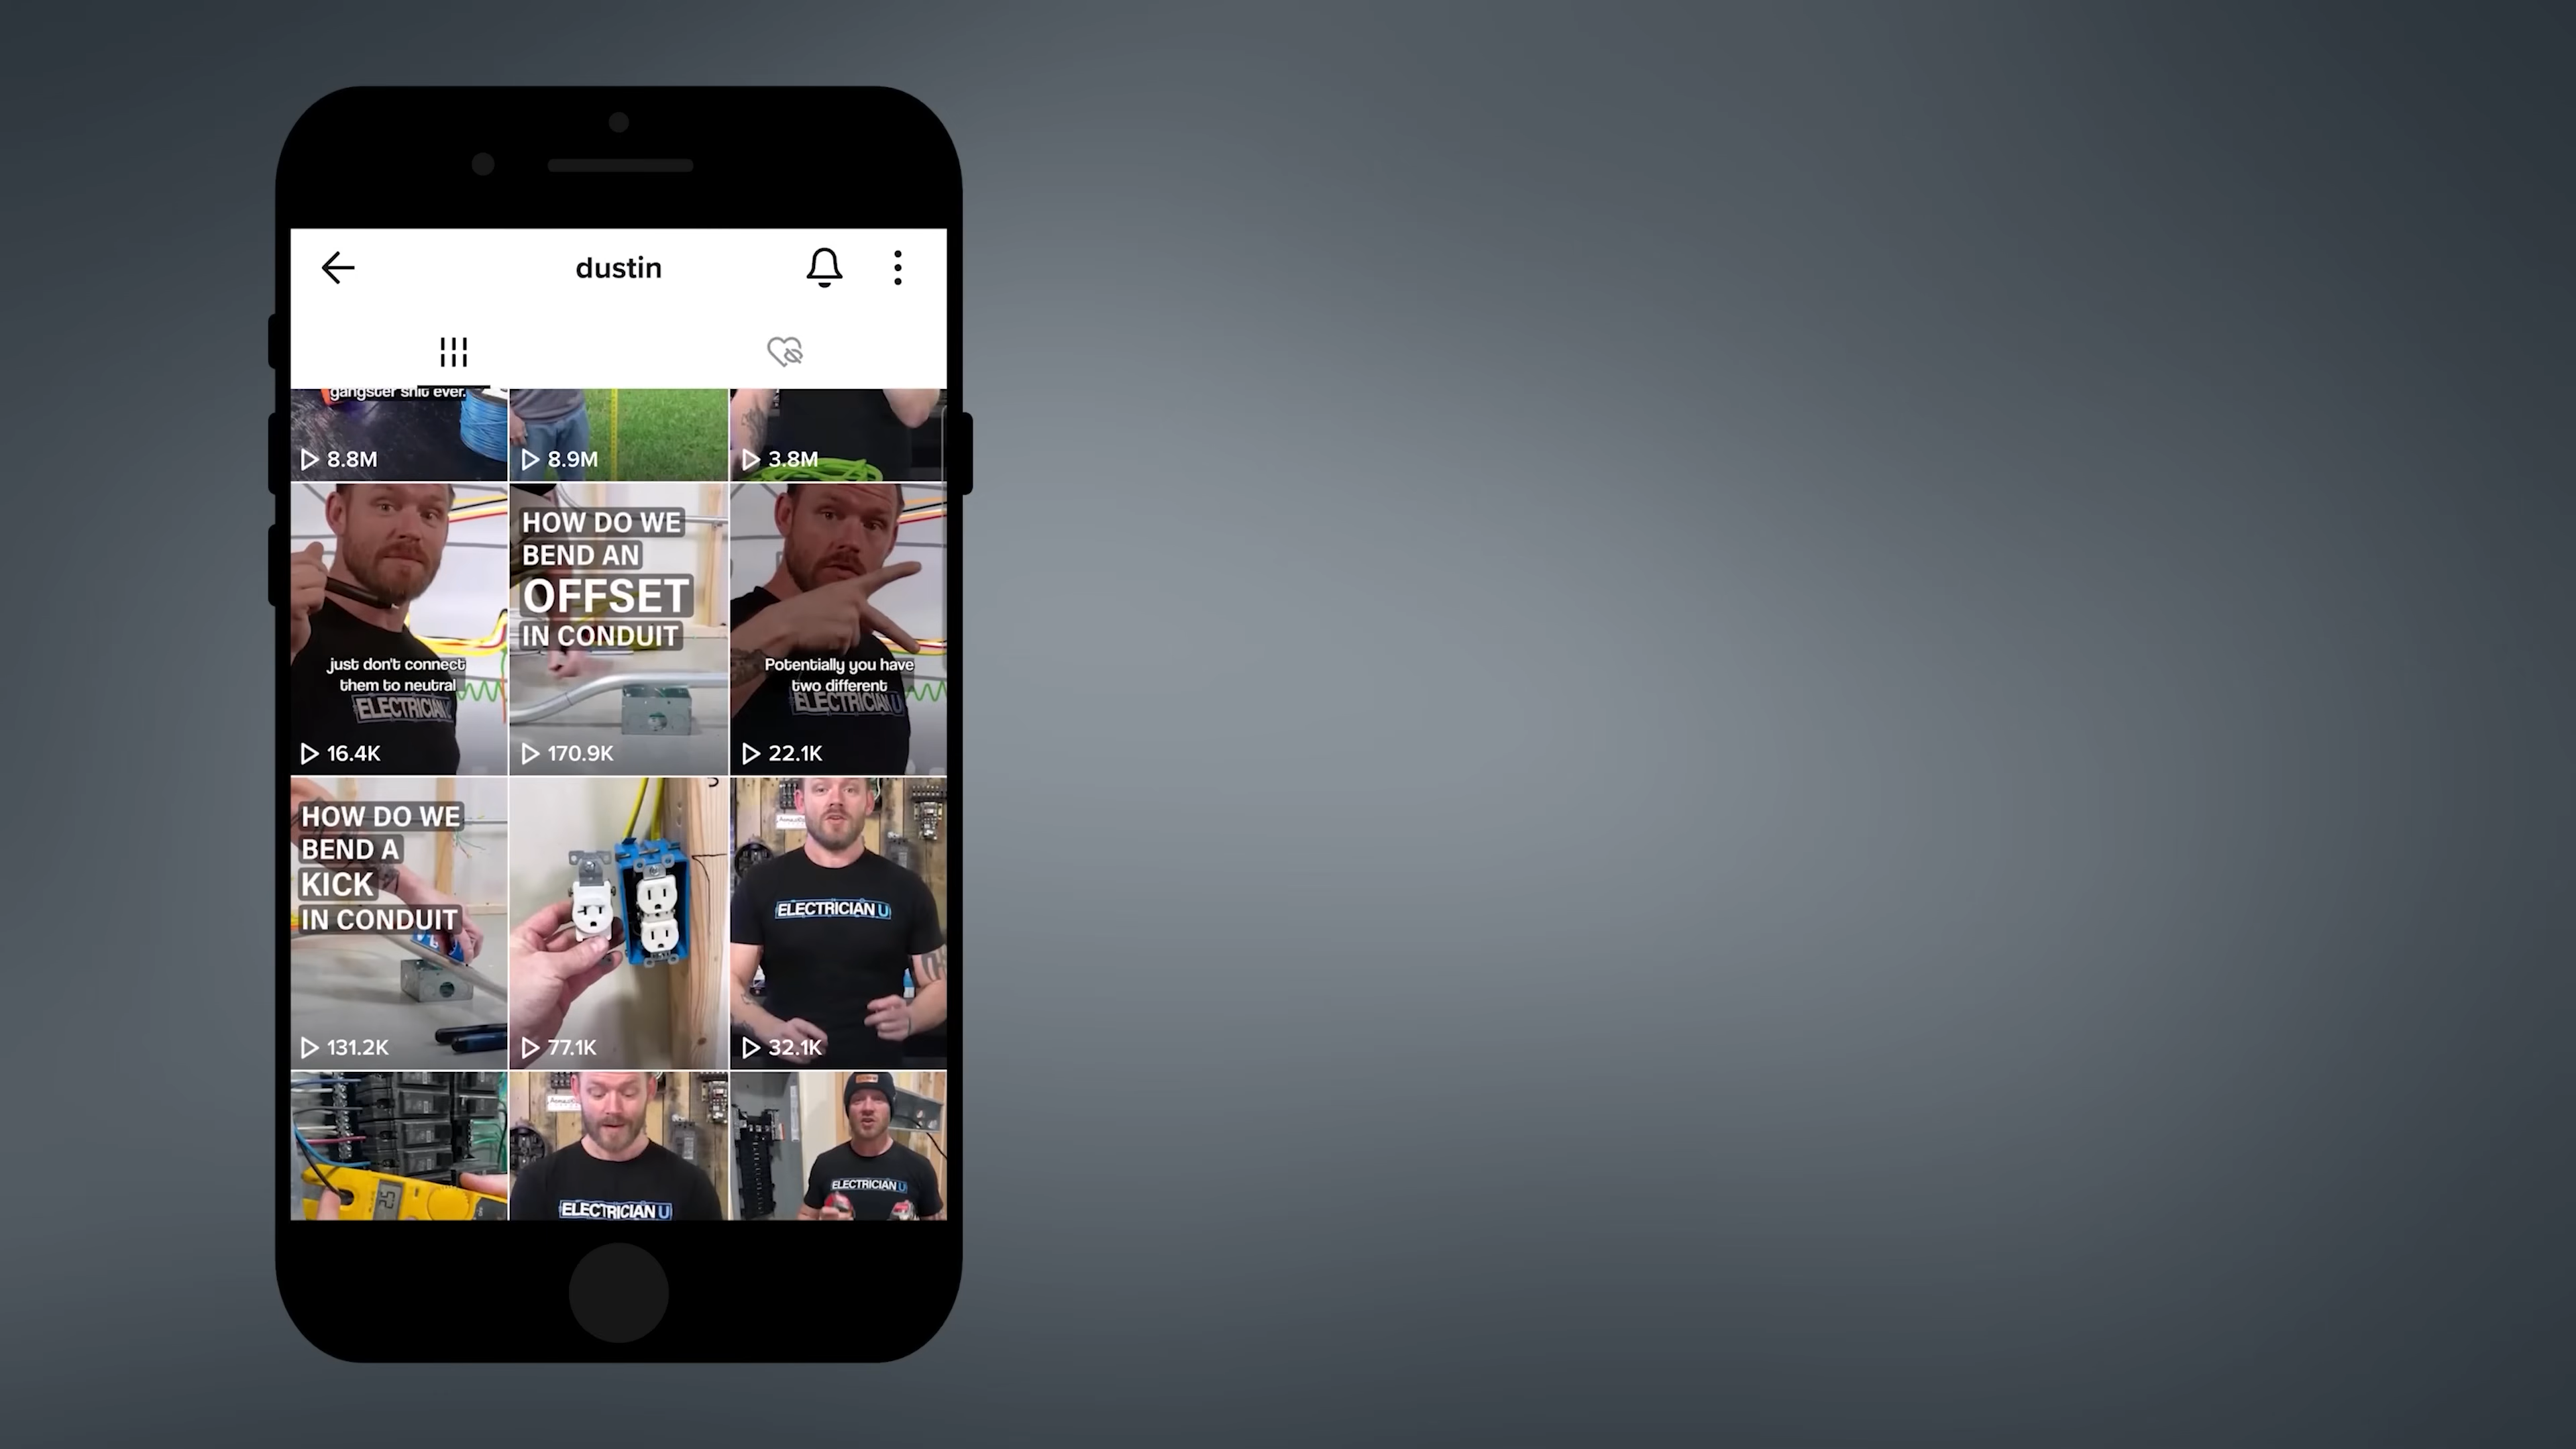 dustin
gangster shit ever.
8.8M
8.9M
3.8M
just don't connect
them to neutral
ELECTRICIAN
16.4K
HOW DO WE
BEND AN
OFFSET
IN CONDUIT
170.9K
Potentially you have
two different
ELECTRICIAN U
22.1K
HOW DO WE
BEND A
KICK
IN CONDUIT
131.2K
77.1K
ELECTRICIAN U
32.1K
ELECTRICIAN U
ELECTRICIAN U